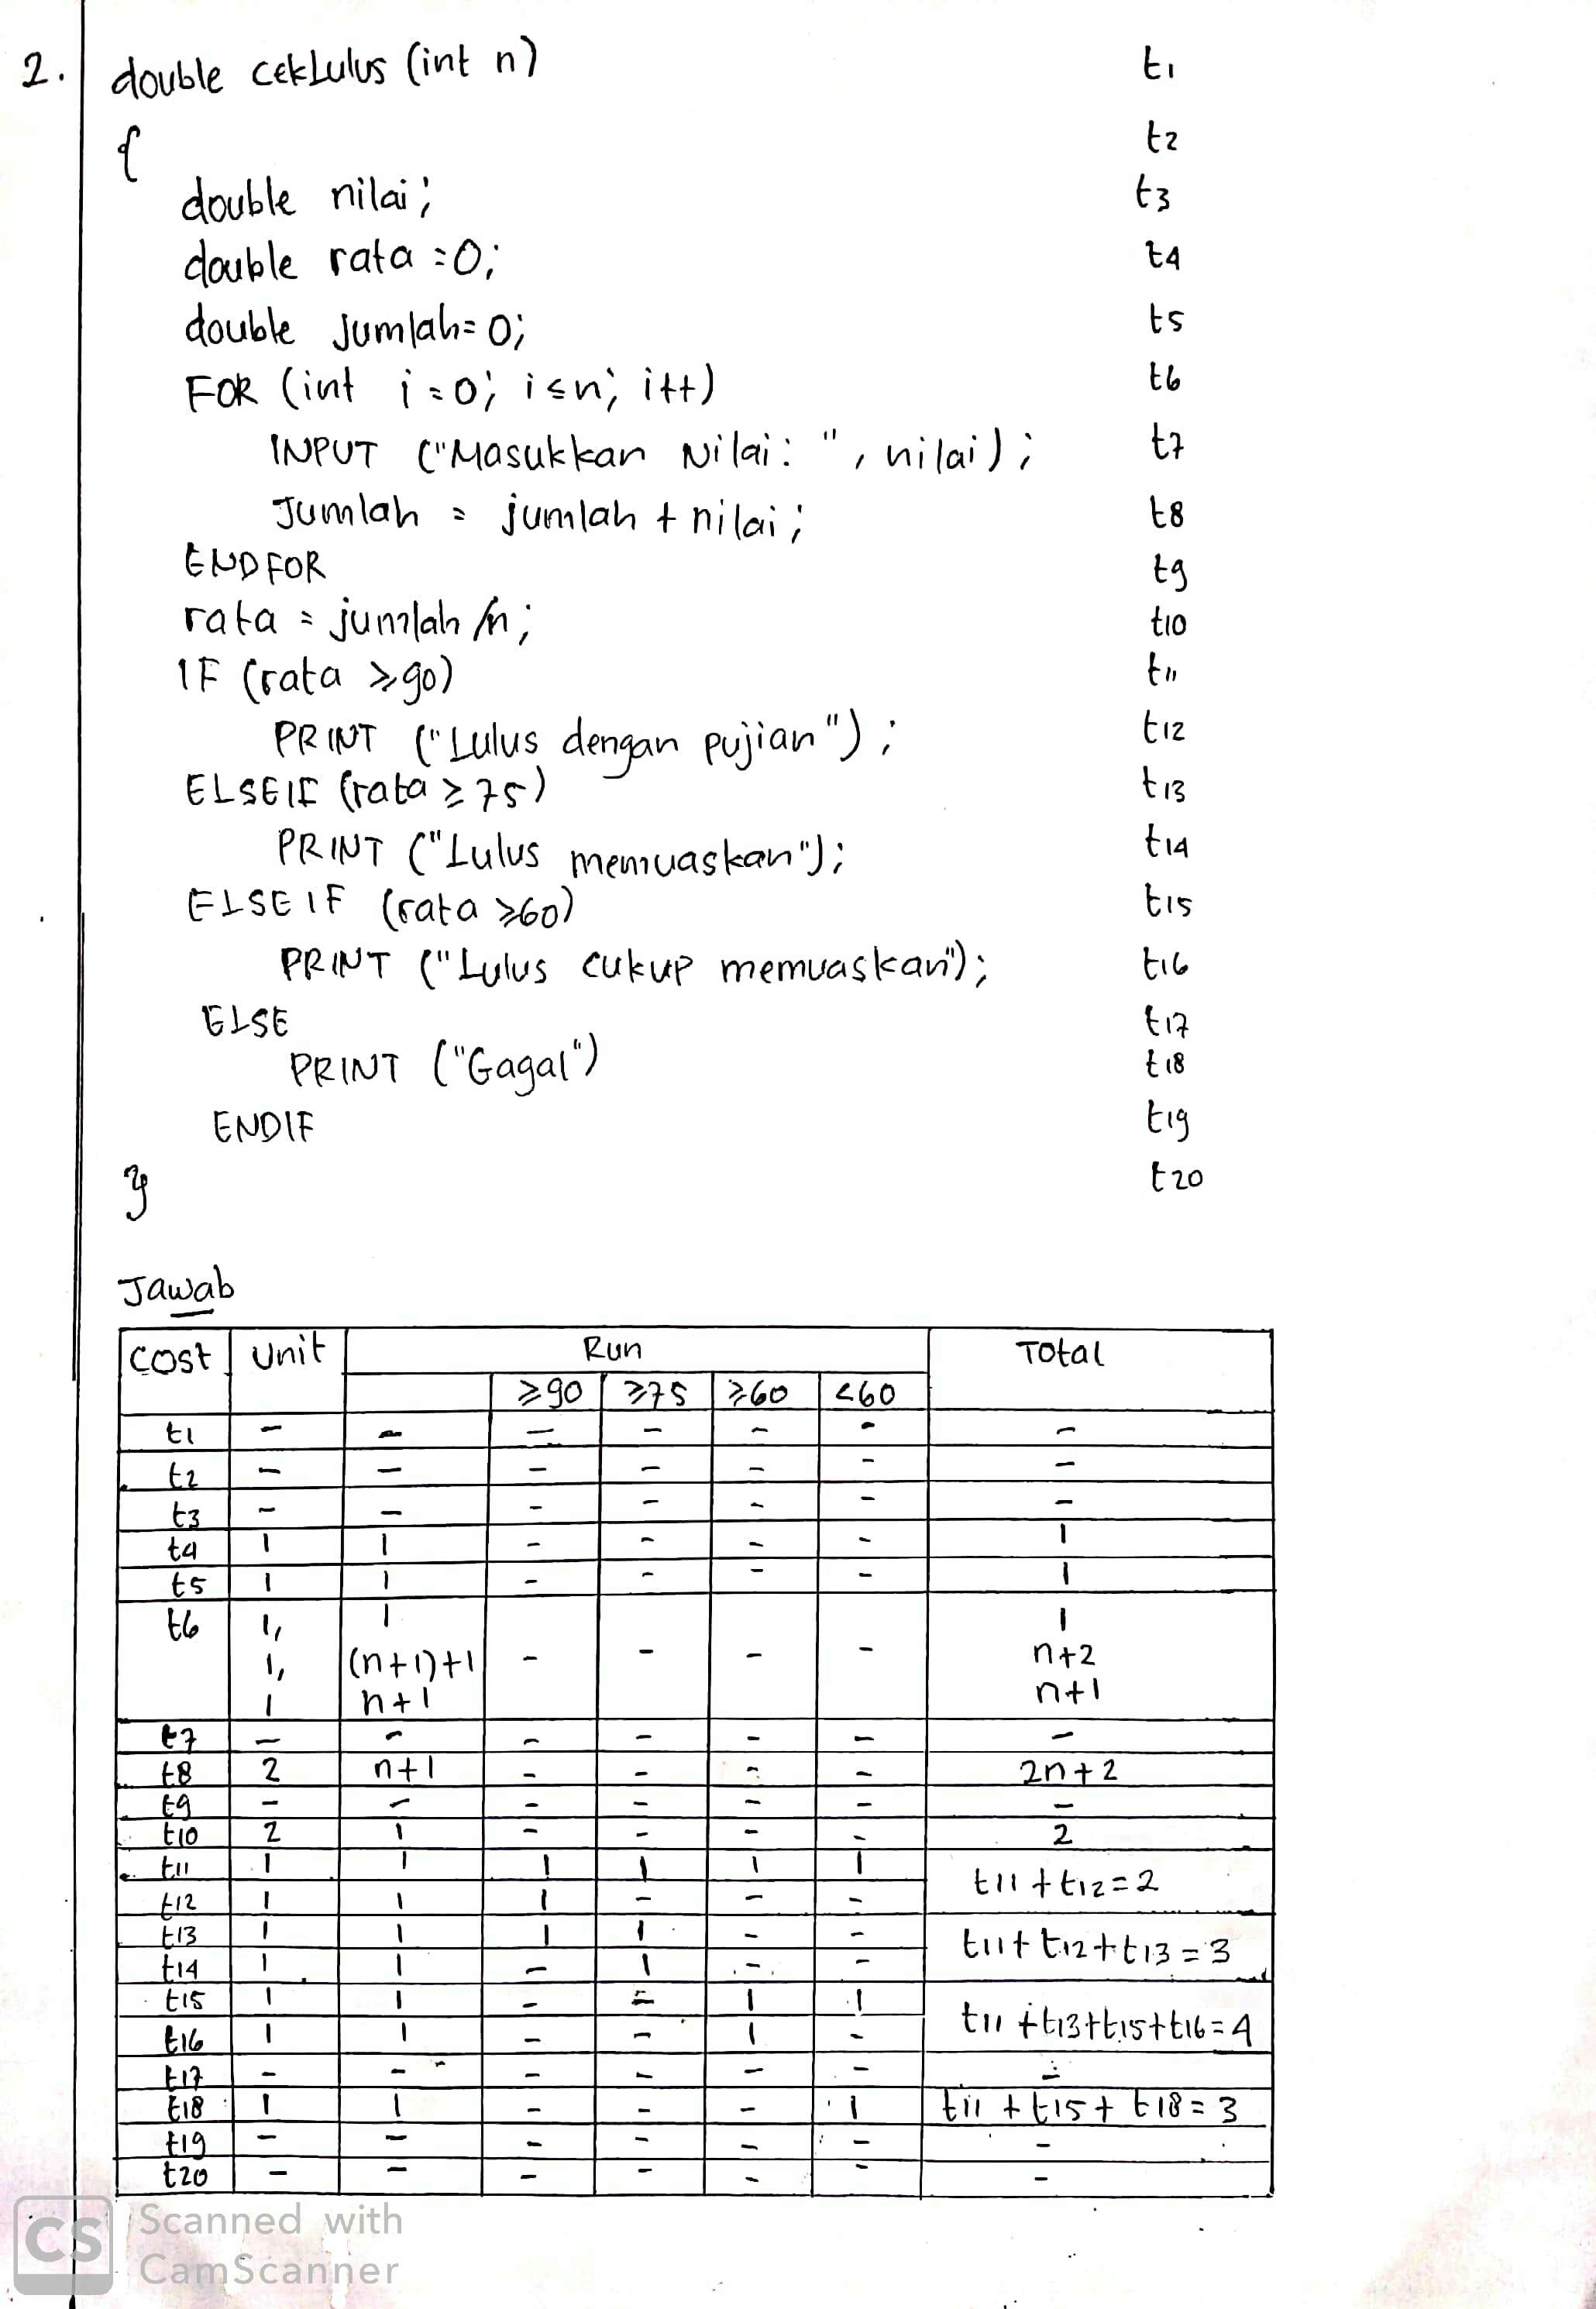 2. double cekLulus (int n) t1
{ t2
double nilai; t3
double rata = 0; t4
double Jumlah = 0; t5
FOR (int i = 0; i ≤ n; i++) t6
INPUT ("Masukkan Nilai: ", nilai); t7
Jumlah = jumlah + nilai; t8
END FOR t9
rata = jumlah /n; t10
IF (rata ≥ 90) t11
PRINT ("Lulus dengan pujian"); t12
ELSEIF (rata ≥ 75) t13
PRINT ("Lulus memuaskan"); t14
ELSE IF (rata ≥ 60) t15
PRINT ("Lulus cukup memuaskan"); t16
ELSE t17
PRINT ("Gagal") t18
ENDIF t19
} t20
Jawab
Cost Unit Run Total
≥90 ≥75 ≥60 <60
t1 - - - - - - -
t2 - - - - - - -
t3 - - - - - - -
t4 1 1 - - - - 1
t5 1 1 - - - - 1
t6 1, 1 1
1, (n+1)+1 - - - - n+2
1 n+1 n+1
t7 - - - - - - -
t8 2 n+1 - - - - 2n+2
t9 - - - - - - -
t10 2 1 - - - - 2
t11 1 1 1 1 1 1 t11 + t12 = 2
t12 1 1 1 - - -
t13 1 1 1 1 - - t11 + t12 + t13 = 3
t14 1 1 - 1 - -
t15 1 1 - - 1 1 t11 + t13 + t15 + t16 = 4
t16 1 1 - - 1 -
t17 - - - - - - -
t18 1 1 - - - 1 t11 + t15 + t18 = 3
t19 - - - - - - -
t20 - - - - - - -
CS Scanned with
CamScanner